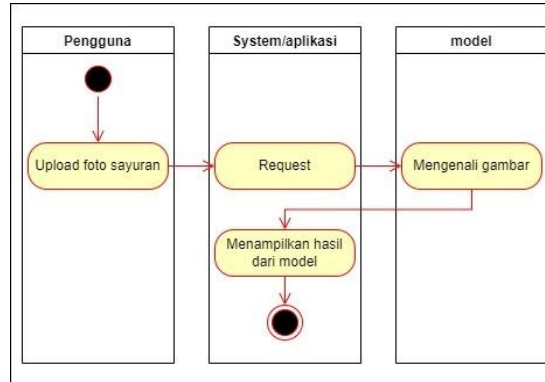 Pengguna
System/aplikasi
model
Upload foto sayuran
Request
Mengenali gambar
Menampilkan hasil
dari model